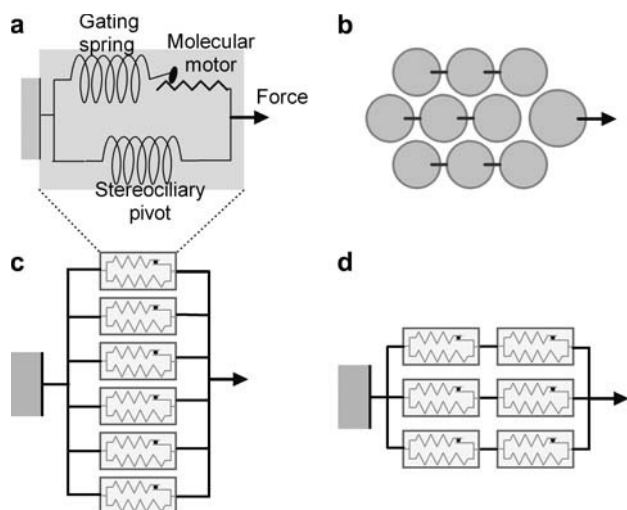 a
Gating
spring
Molecular
motor
Force
Stereociliary
pivot
b
c
d